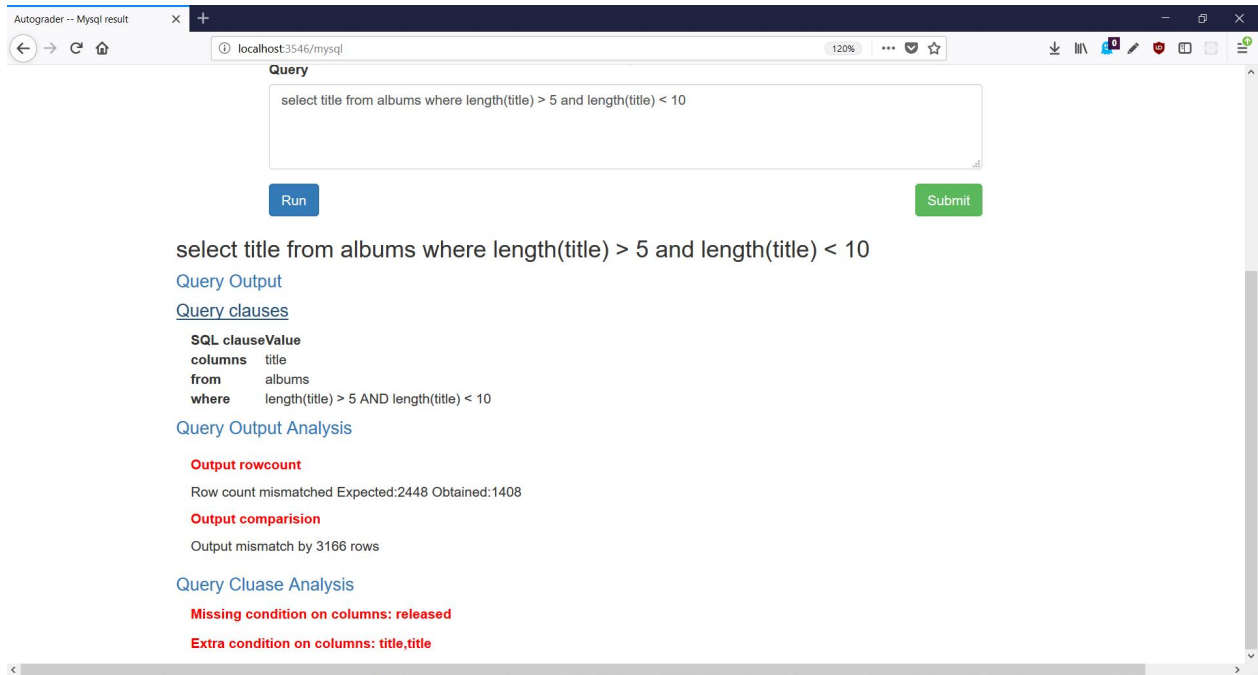 Autograder -- Mysql result
localhost:3546/mysql
120%
0
Query
select title from albums where length(title) > 5 and length(title) < 10
Run
Submit
select title from albums where length(title) > 5 and length(title) < 10
Query Output
Query clauses
SQL clauseValue
columns title
from albums
where length(title) > 5 AND length(title) < 10
Query Output Analysis
Output rowcount
Row count mismatched Expected:2448 Obtained:1408
Output comparision
Output mismatch by 3166 rows
Query Cluase Analysis
Missing condition on columns: released
Extra condition on columns: title,title